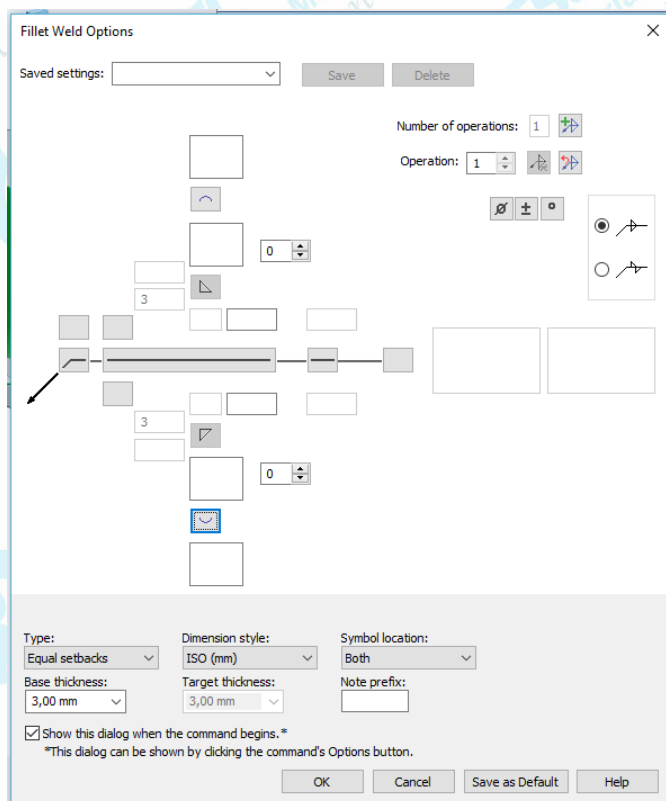 Fillet Weld Options
Saved settings:
Save
Delete
Number of operations: 1
Operation: 1
ø ± °
0
3
3
0
Type:
Dimension style:
Symbol location:
Equal setbacks
ISO (mm)
Both
Base thickness:
Target thickness:
Note prefix:
3,00 mm
3,00 mm
Show this dialog when the command begins.*
*This dialog can be shown by clicking the command's Options button.
OK
Cancel
Save as Default
Help